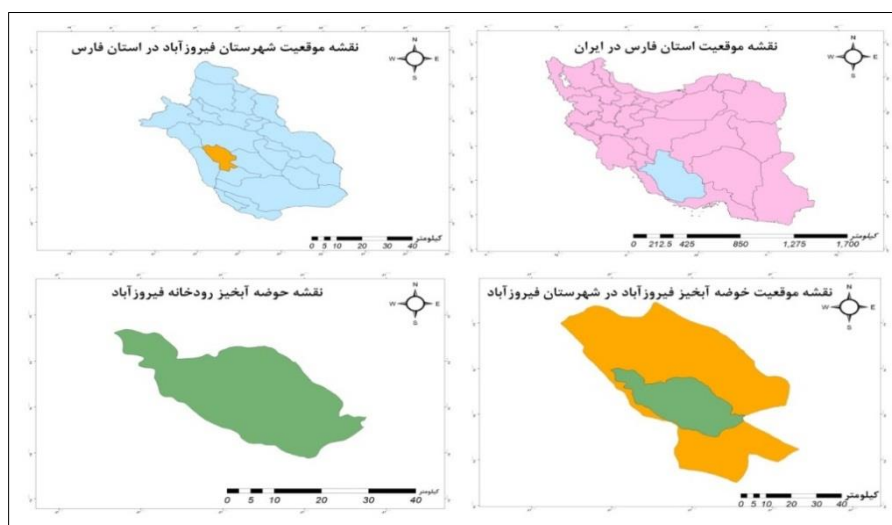 نقشه موقعیت استان فارس در ایران
N
W E
S
کیلومتر
0 212.5 425 850 1,275 1,700
نقشه موقعیت شهرستان فیروزآباد در استان فارس
N
W E
S
کیلومتر
0 5 10 20 30 40
نقشه موقعیت خوضه آبخیز فیروزآباد در شهرستان فیروزآباد
N
W E
S
کیلومتر
0 5 10 20 30 40
نقشه حوضه آبخیز رودخانه فیروزآباد
N
W E
S
کیلومتر
0 5 10 20 30 40